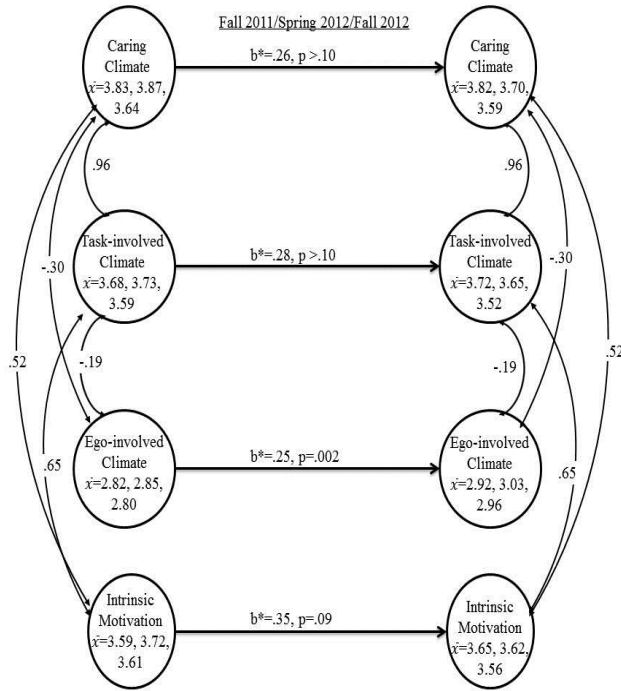 Fall 2011/Spring 2012/Fall 2012
Caring
Climate
x̄=3.83, 3.87,
3.64
b*=.26, p >.10
Caring
Climate
x̄=3.82, 3.70,
3.59
.96
.96
Task-involved
Climate
x̄=3.68, 3.73,
3.59
b*=.28, p >.10
Task-involved
Climate
x̄=3.72, 3.65,
3.52
-.30
-.30
.52
-.19
-.19
.52
Ego-involved
Climate
x̄=2.82, 2.85,
2.80
b*=.25, p=.002
Ego-involved
Climate
x̄=2.92, 3.03,
2.96
.65
.65
Intrinsic
Motivation
x̄=3.59, 3.72,
3.61
b*=.35, p=.09
Intrinsic
Motivation
x̄=3.65, 3.62,
3.56